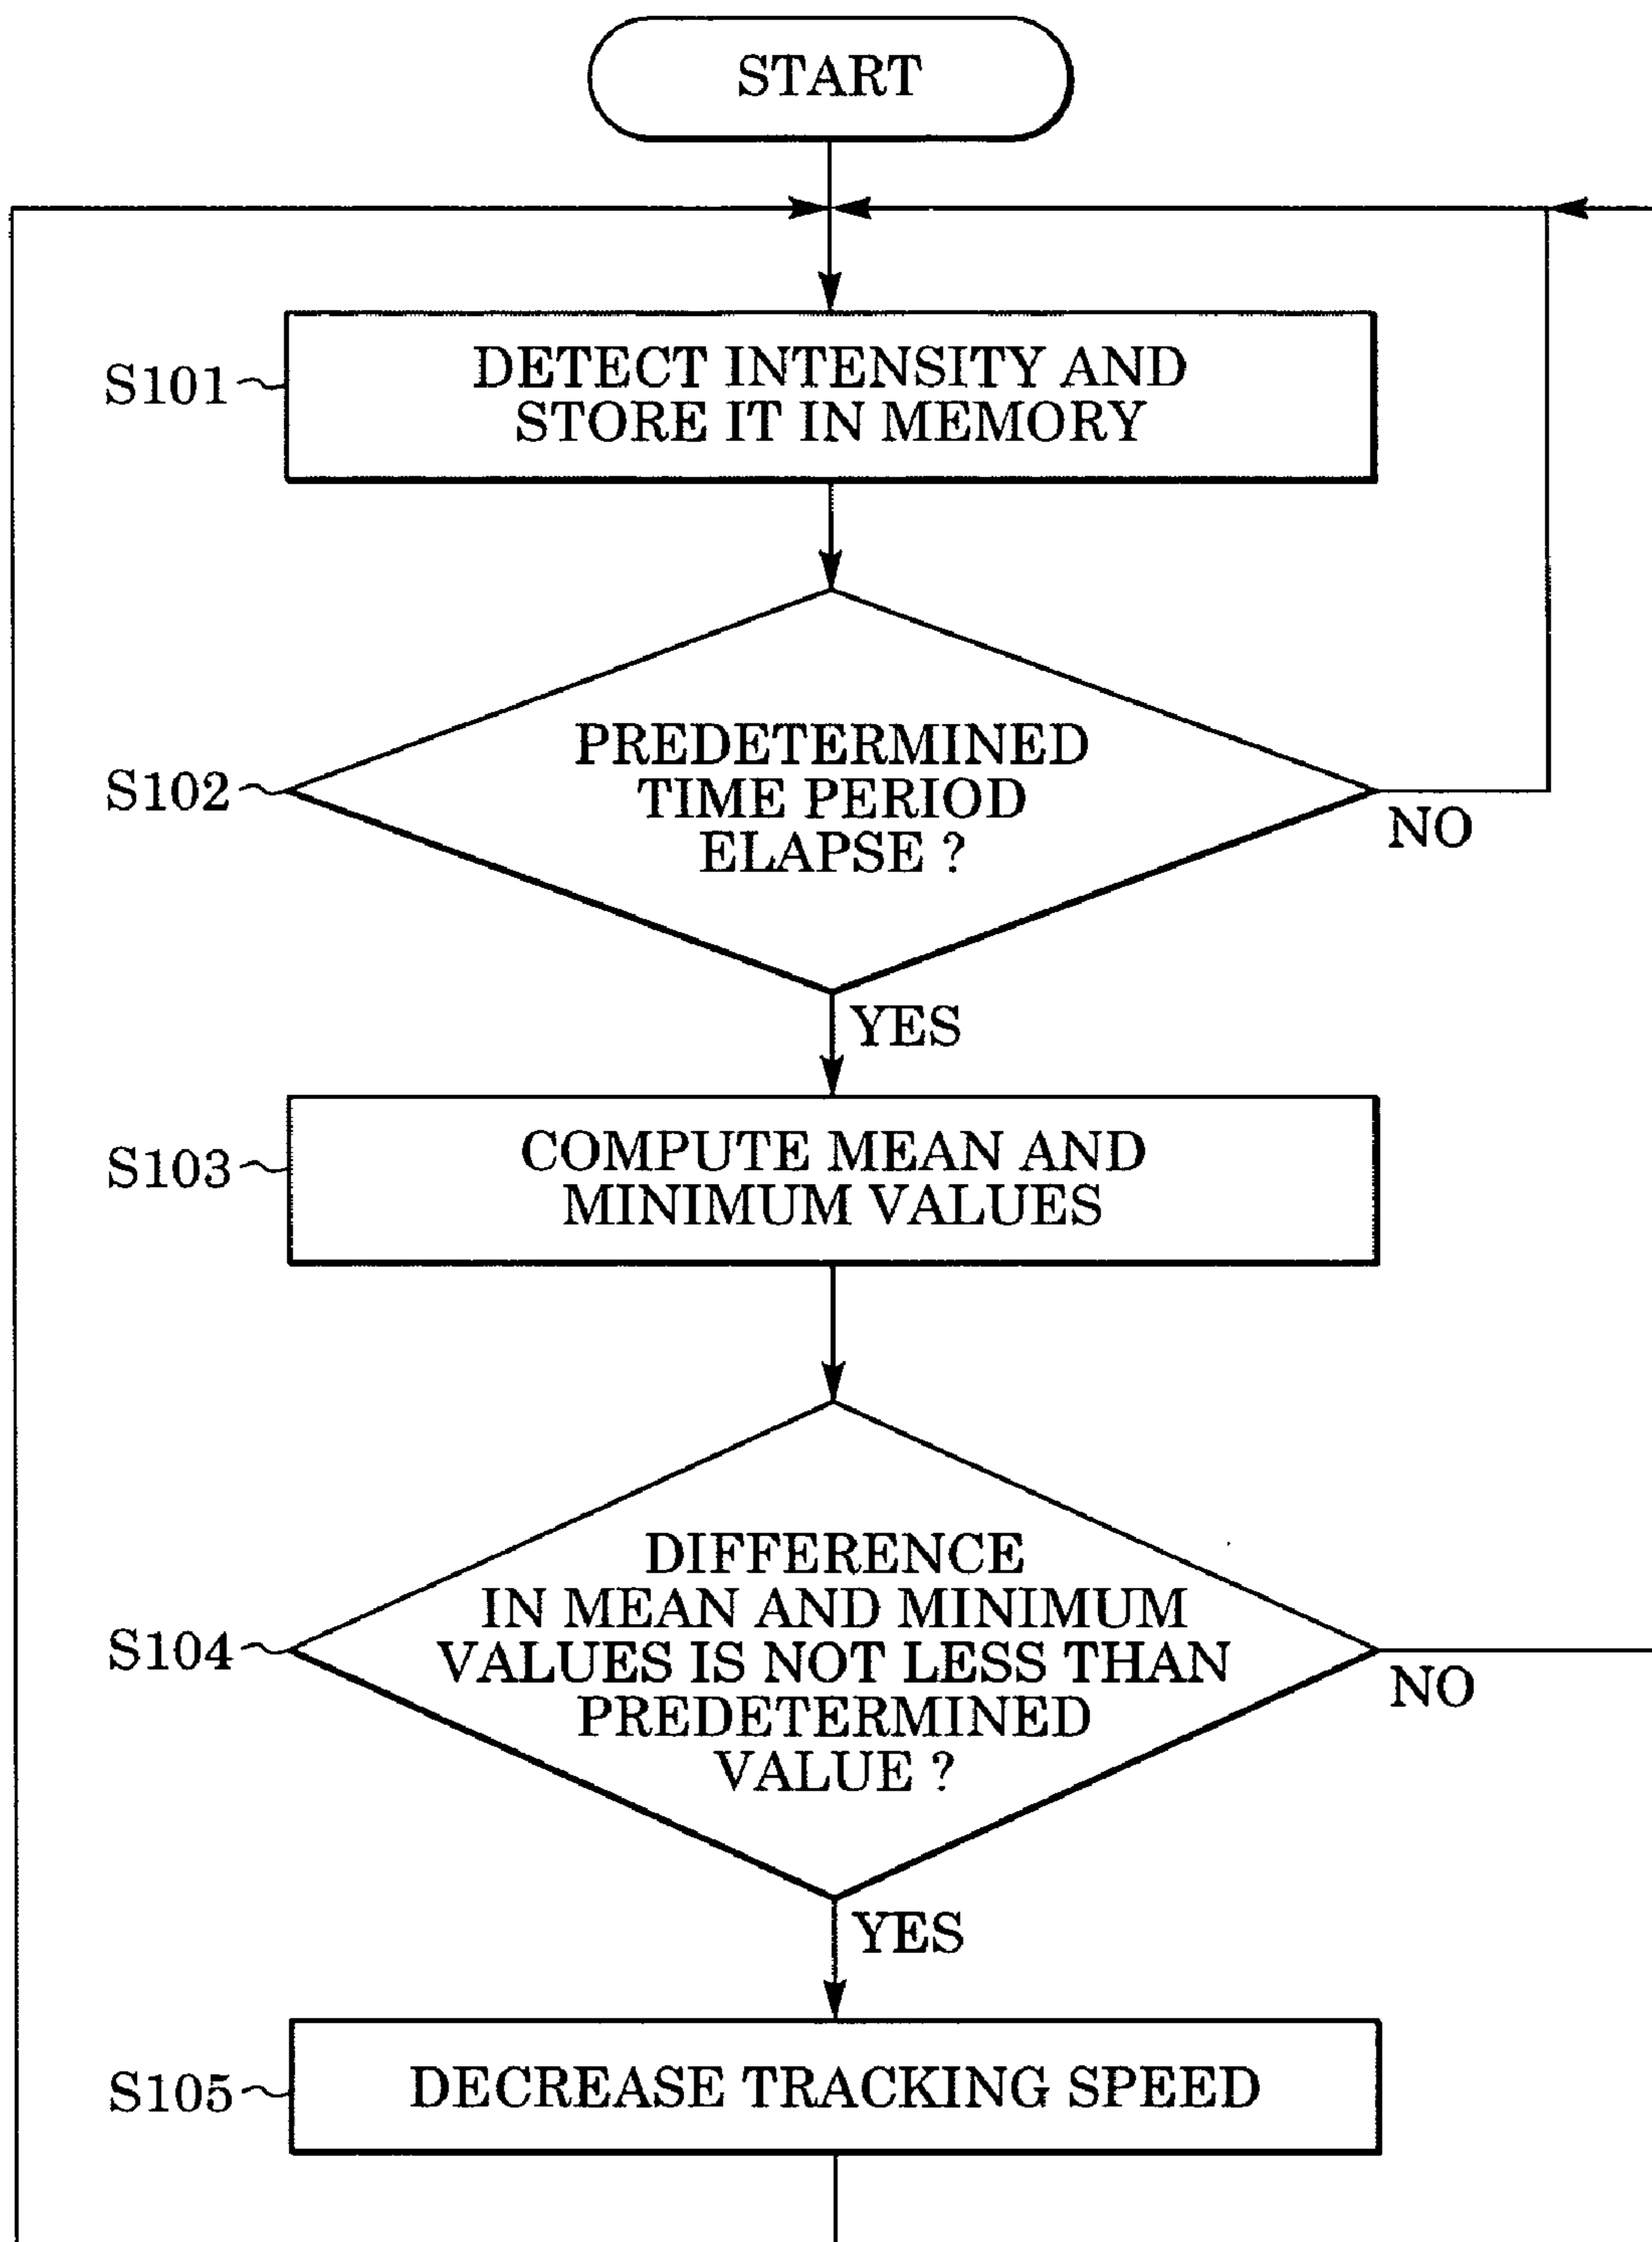 START
S101
DETECT INTENSITY AND
STORE IT IN MEMORY
S102
PREDETERMINED
TIME PERIOD
ELAPSE ?
NO
YES
S103
COMPUTE MEAN AND
MINIMUM VALUES
S104
DIFFERENCE
IN MEAN AND MINIMUM
VALUES IS NOT LESS THAN
PREDETERMINED
VALUE ?
NO
YES
S105
DECREASE TRACKING SPEED